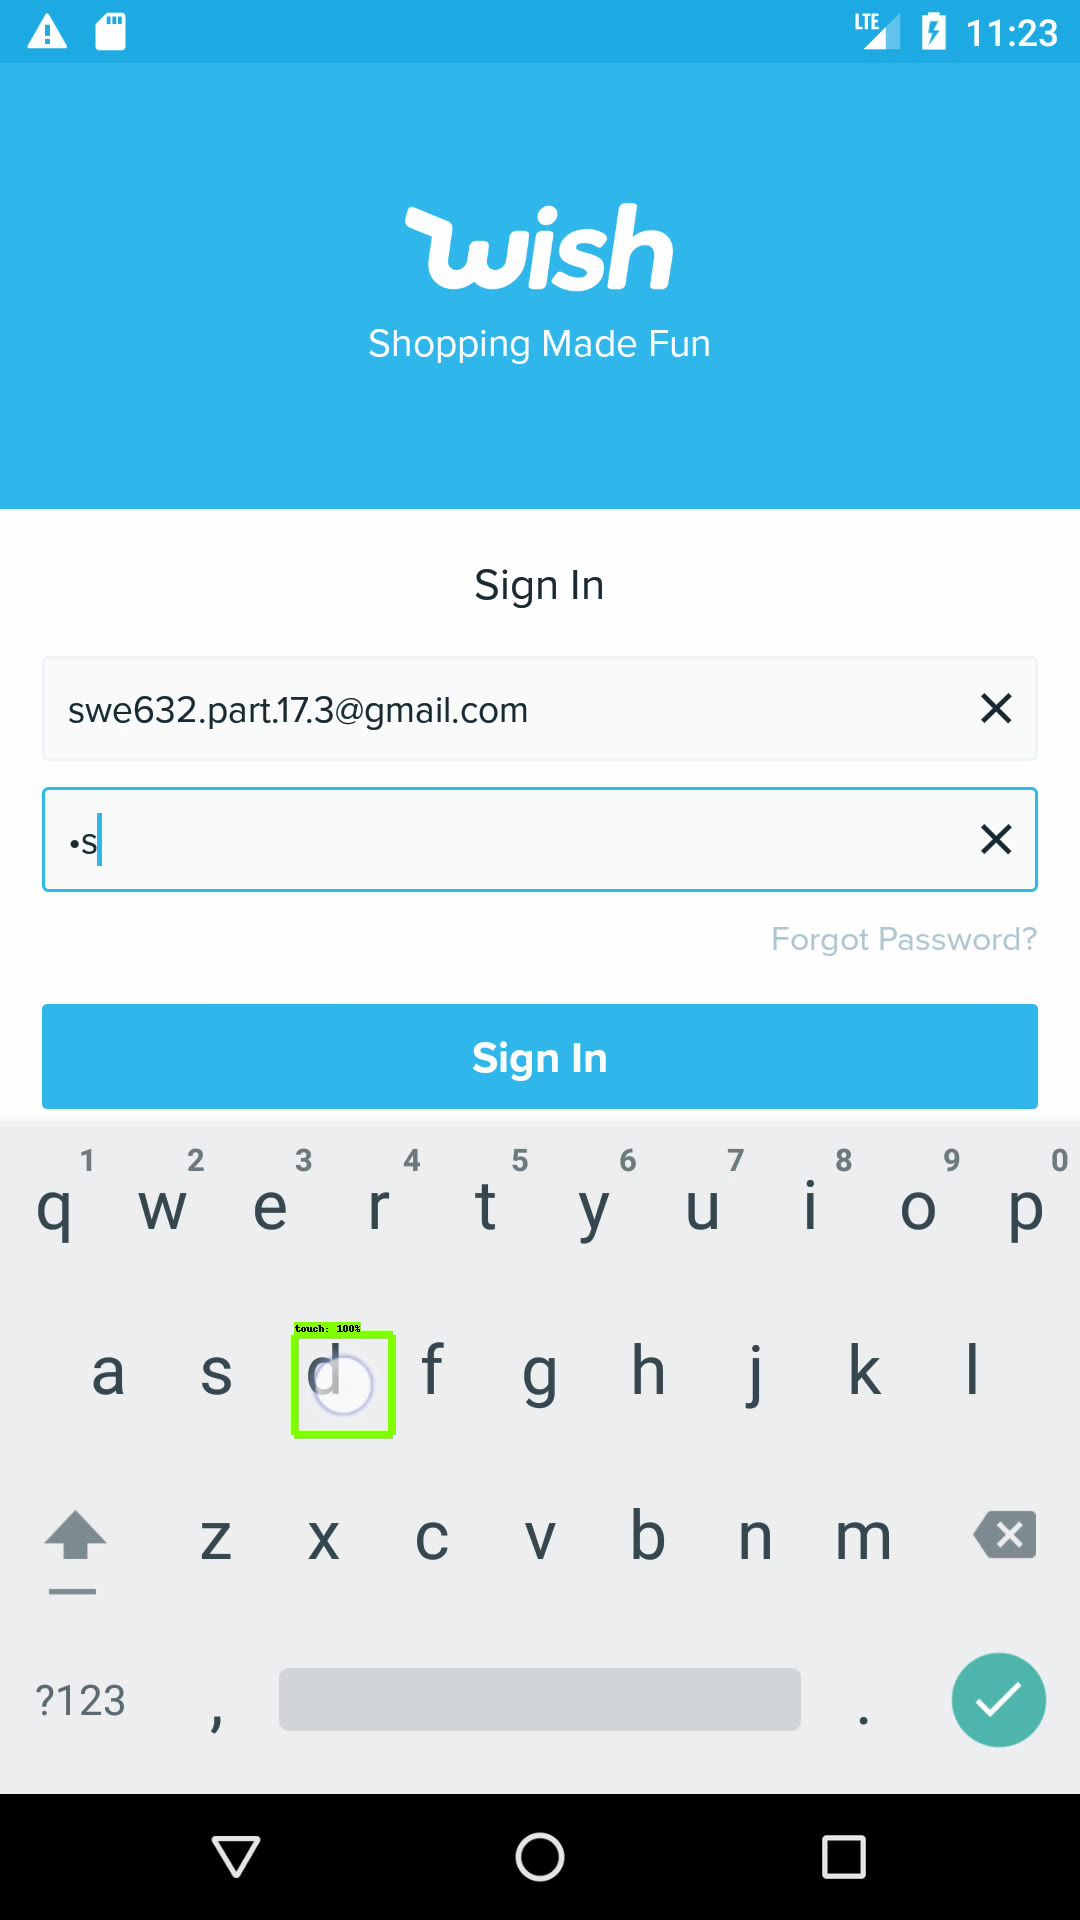 LTE 11:23
wish
Shopping Made Fun
Sign In
swe632.part.17.3@gmail.com
•s
Forgot Password?
Sign In
1 2 3 4 5 6 7 8 9 0
q w e r t y u i o p
touch: 100%
a s d f g h j k l
z x c v b n m
?123 , .